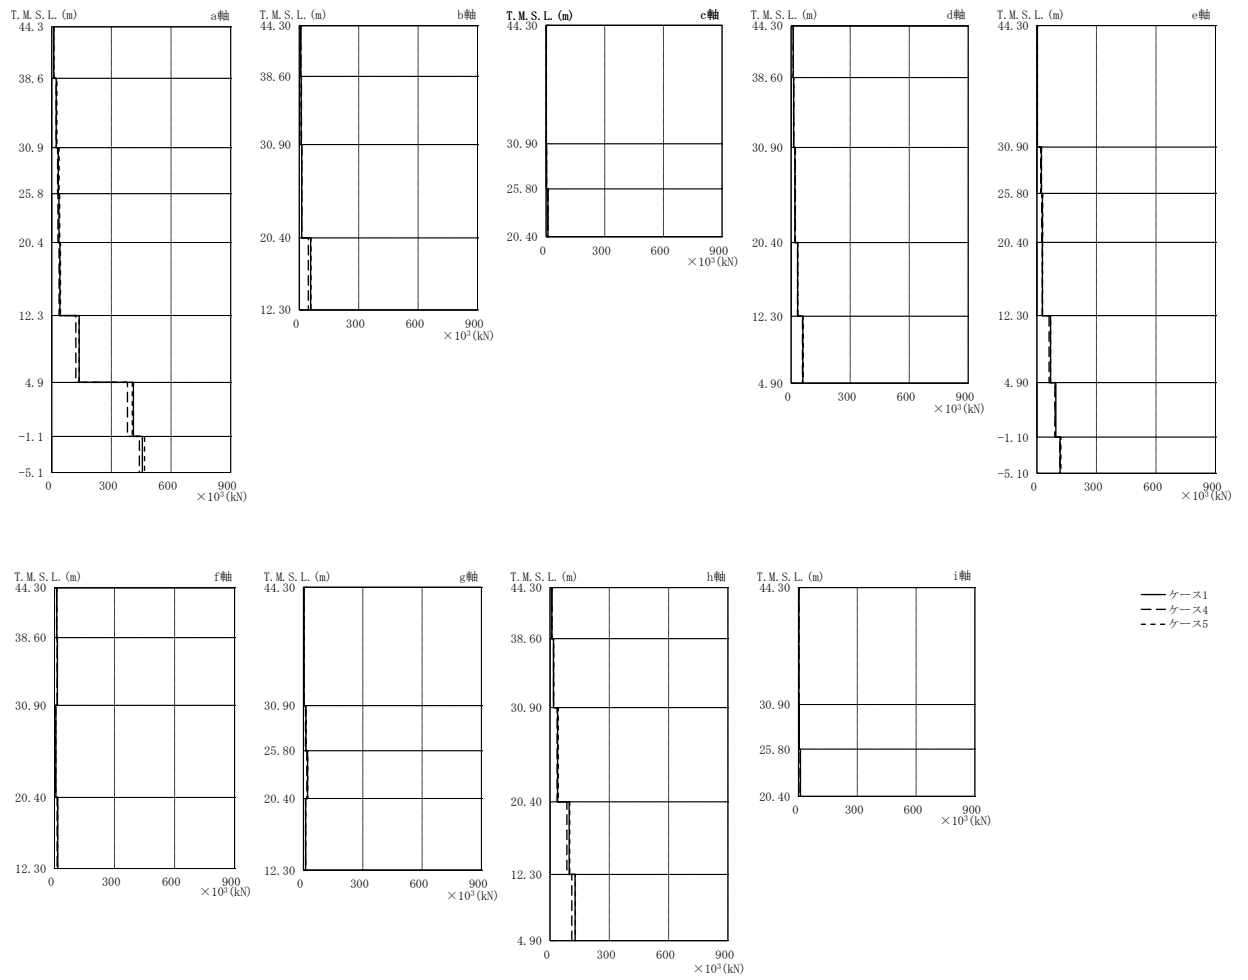 T.M.S.L.(m) a軸
44.3
38.6
30.9
25.8
20.4
12.3
4.9
-1.1
-5.1
0 300 600 900
×10³(kN)
T.M.S.L.(m) b軸
44.30
38.60
30.90
20.40
12.30
0 300 600 900
×10³(kN)
T.M.S.L.(m) c軸
44.30
30.90
25.80
20.40
0 300 600 900
×10³(kN)
T.M.S.L.(m) d軸
44.30
38.60
30.90
20.40
12.30
4.90
0 300 600 900
×10³(kN)
T.M.S.L.(m) e軸
44.30
30.90
25.80
20.40
12.30
4.90
-1.10
-5.10
0 300 600 900
×10³(kN)
T.M.S.L.(m) f軸
44.30
38.60
30.90
20.40
12.30
0 300 600 900
×10³(kN)
T.M.S.L.(m) g軸
44.30
30.90
25.80
20.40
12.30
0 300 600 900
×10³(kN)
T.M.S.L.(m) h軸
44.30
38.60
30.90
20.40
12.30
4.90
0 300 600 900
×10³(kN)
T.M.S.L.(m) i軸
44.30
30.90
25.80
20.40
0 300 600 900
×10³(kN)
ケース1
ケース4
ケース5